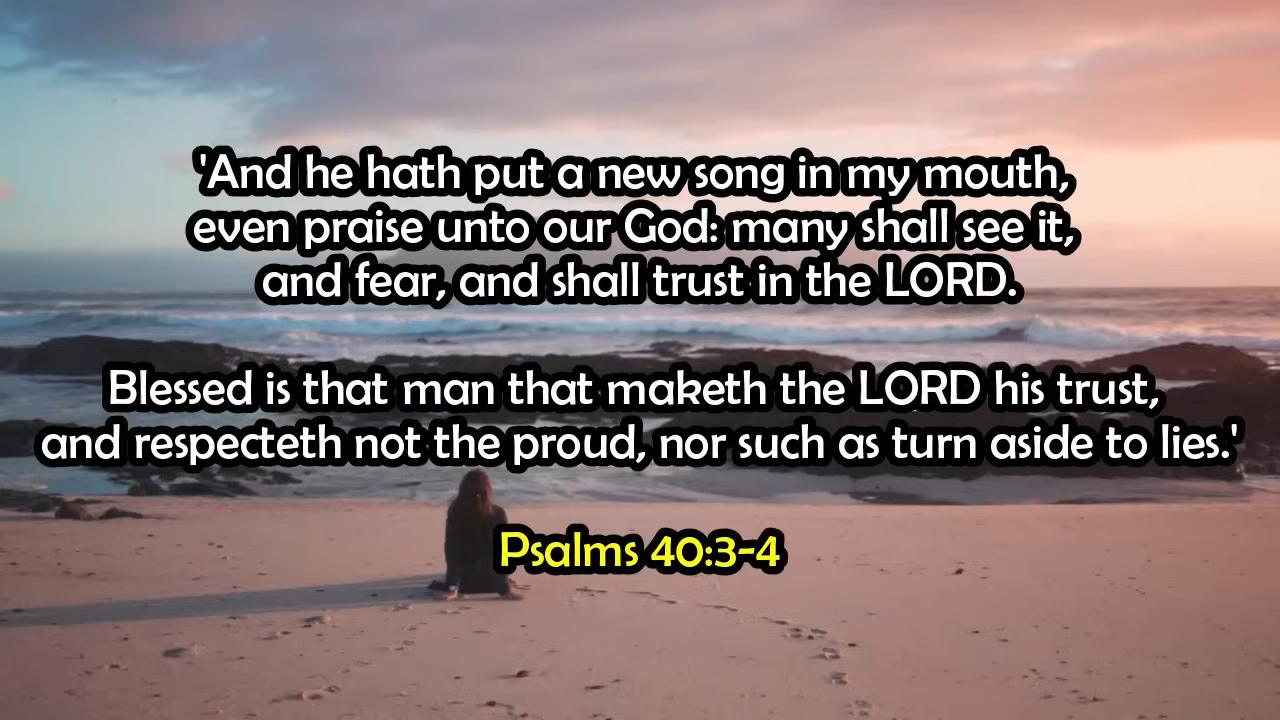 'And he hath put a new song in my mouth,
even praise unto our God: many shall see it,
and fear, and shall trust in the LORD.
Blessed is that man that maketh the LORD his trust,
and respecteth not the proud, nor such as turn aside to lies.'
Psalms 40:3-4